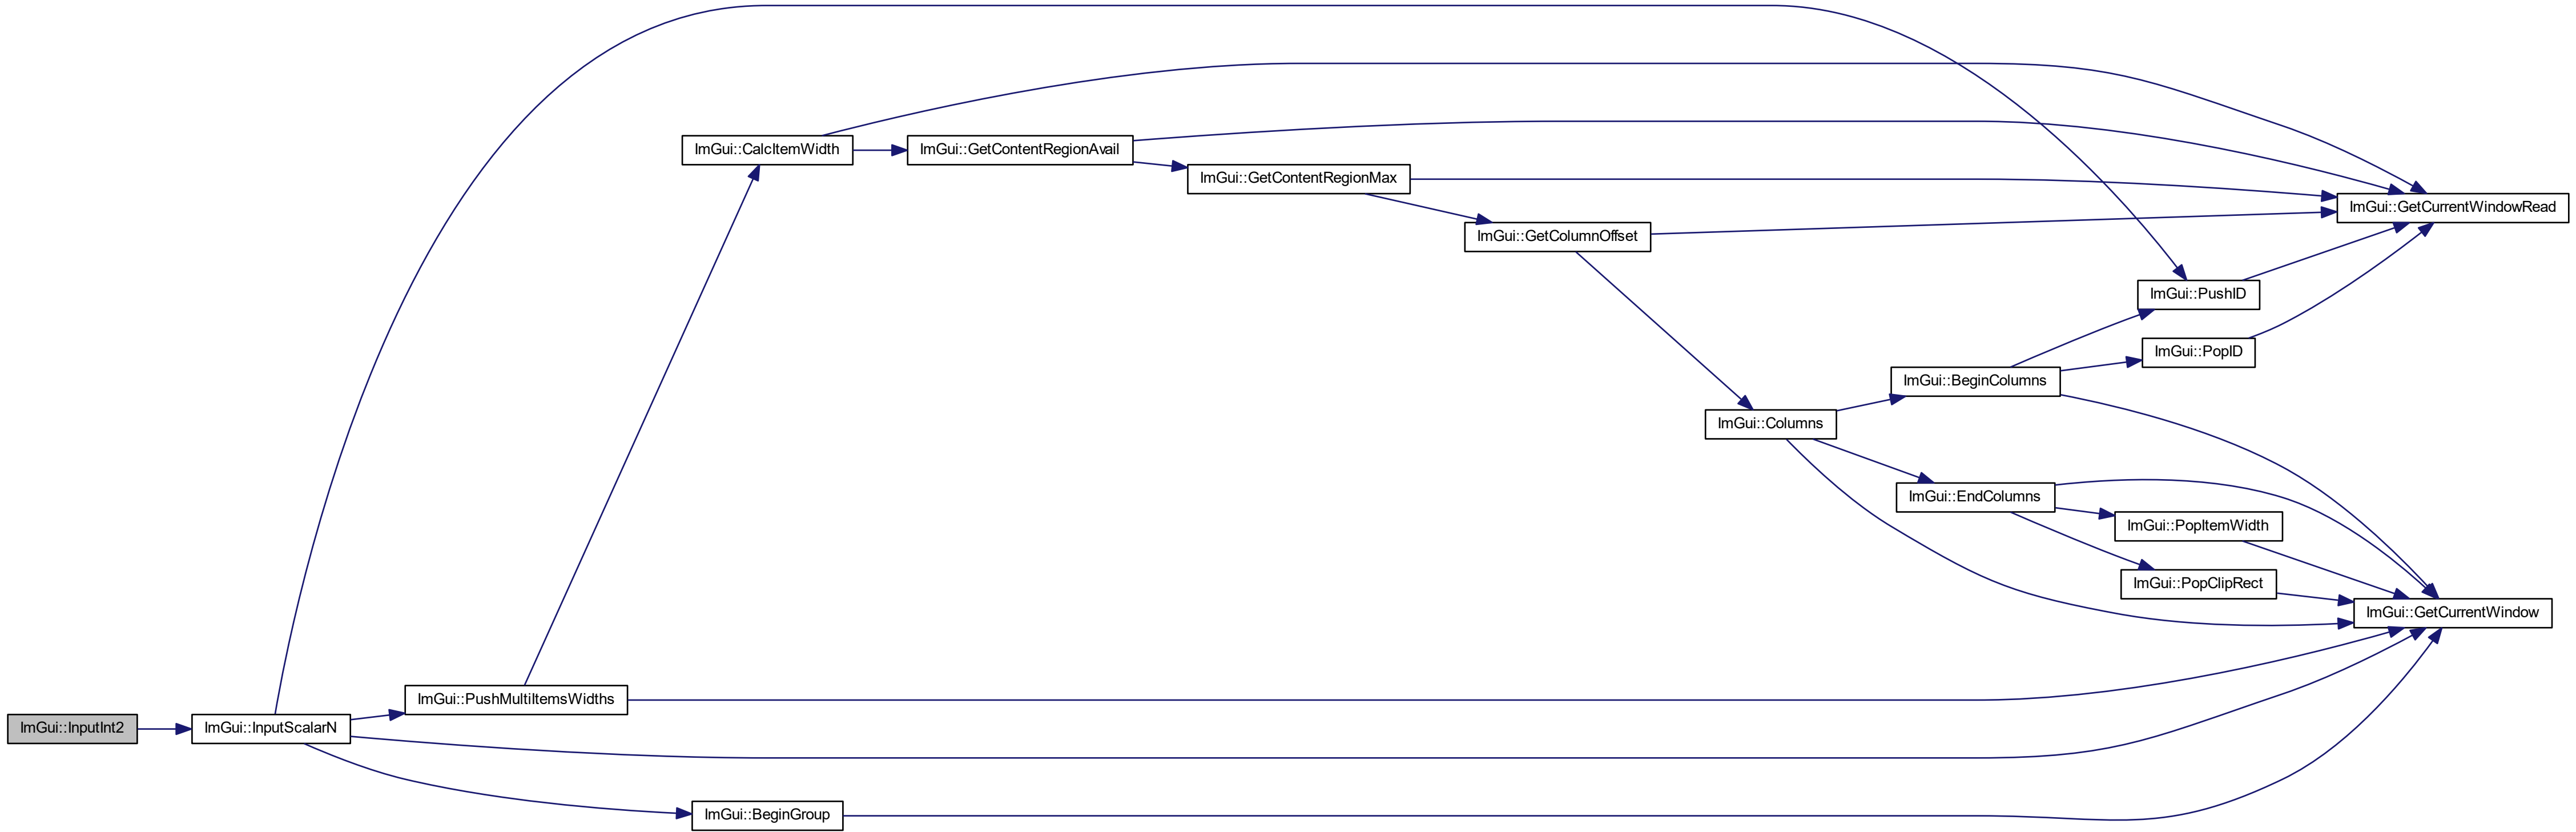 ImGui::InputInt2
ImGui::InputScalarN
ImGui::PushMultiItemsWidths
ImGui::CalcItemWidth
ImGui::BeginGroup
ImGui::GetContentRegionAvail
ImGui::GetContentRegionMax
ImGui::GetColumnOffset
ImGui::Columns
ImGui::BeginColumns
ImGui::EndColumns
ImGui::PushID
ImGui::PopID
ImGui::PopItemWidth
ImGui::PopClipRect
ImGui::GetCurrentWindowRead
ImGui::GetCurrentWindow